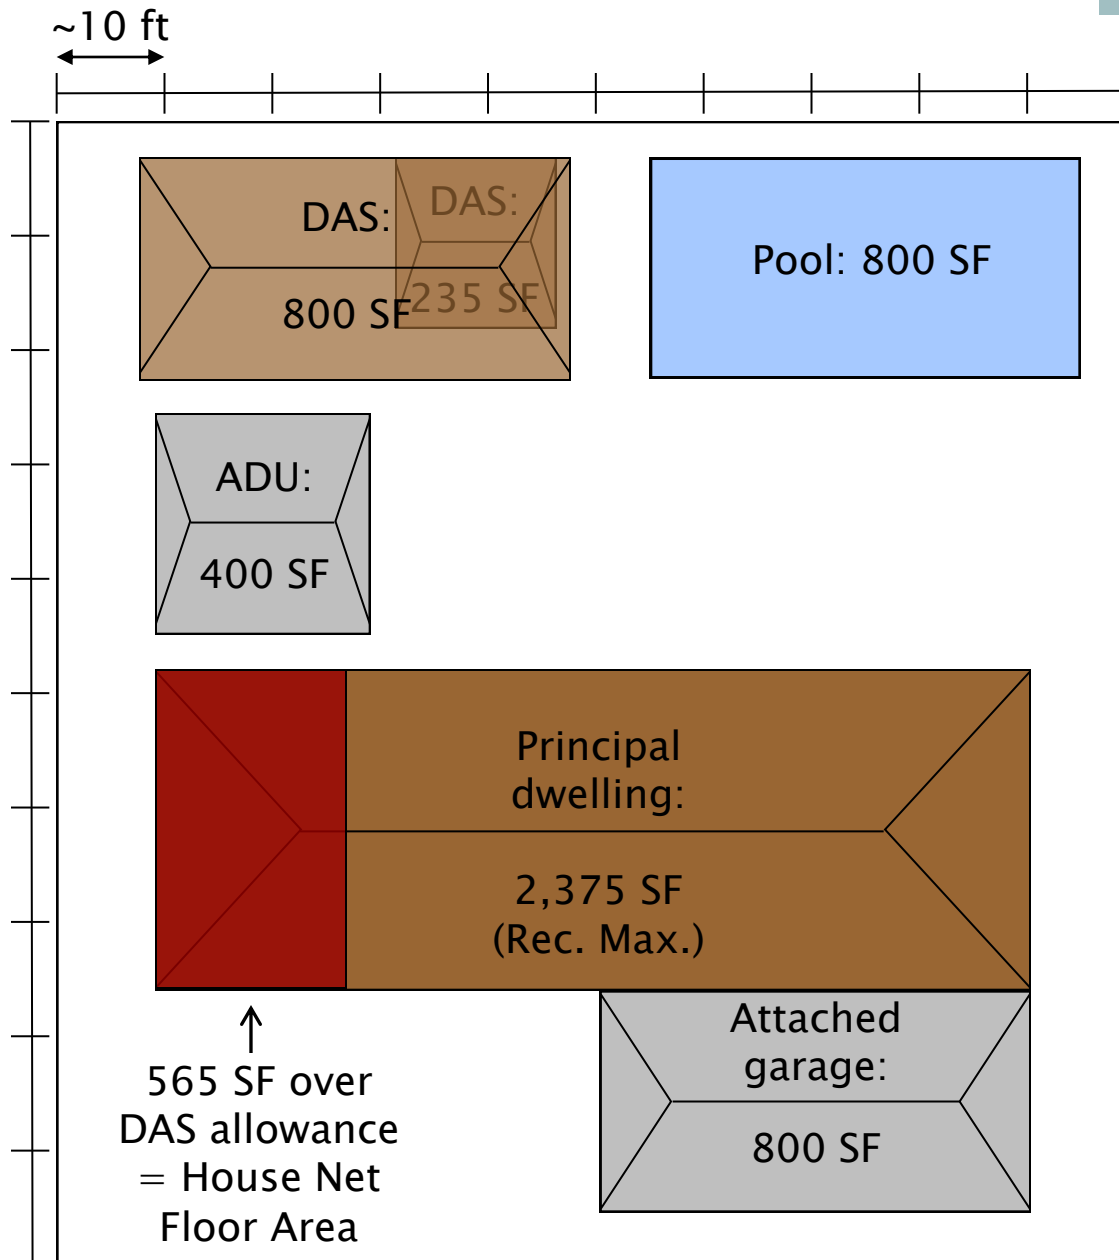 ~10 ft
DAS:
800 SF
DAS:
235 SF
Pool: 800 SF
ADU:
400 SF
Principal
dwelling:
2,375 SF
(Rec. Max.)
565 SF over
DAS allowance
= House Net
Floor Area
Attached
garage:
800 SF